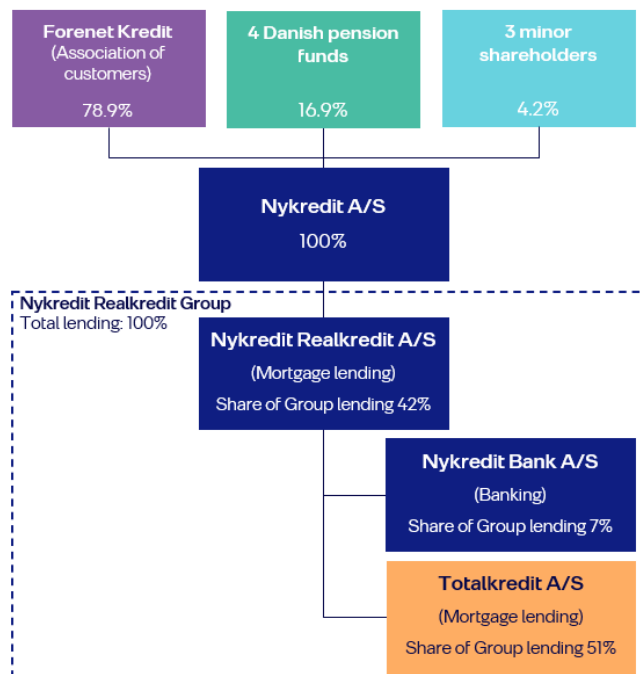 Forenet Kredit
(Association of
customers)
78.9%
4 Danish pension
funds
16.9%
3 minor
shareholders
4.2%
Nykredit A/S
100%
Nykredit Realkredit Group
Total lending: 100%
Nykredit Realkredit A/S
(Mortgage lending)
Share of Group lending 42%
Nykredit Bank A/S
(Banking)
Share of Group lending 7%
Totalkredit A/S
(Mortgage lending)
Share of Group lending 51%